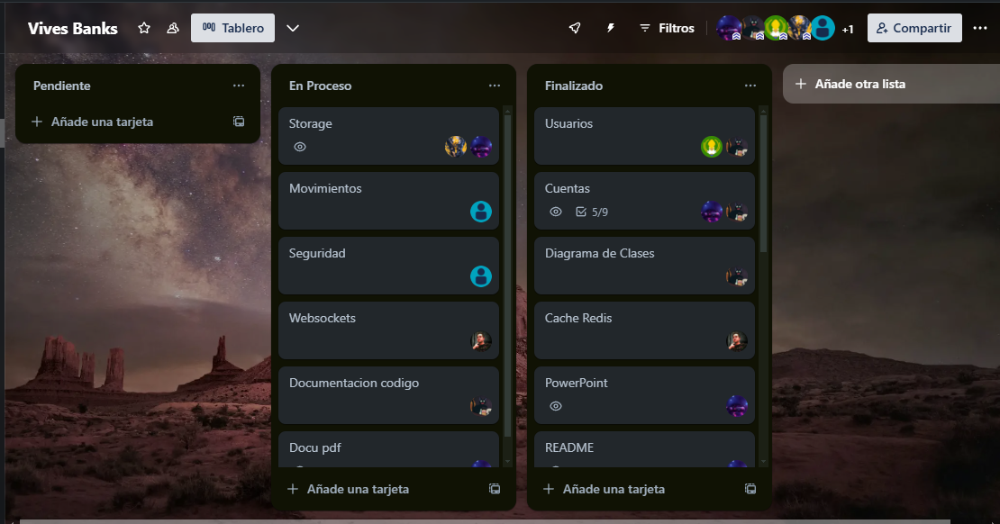 Vives Banks
Tablero
Filtros
+1
Compartir
Pendiente
Añade una tarjeta
En Proceso
Storage
Movimientos
Seguridad
Websockets
Documentacion codigo
Docu pdf
Añade una tarjeta
Finalizado
Usuarios
Cuentas
5/9
Diagrama de Clases
Cache Redis
PowerPoint
README
Añade una tarjeta
Añade otra lista